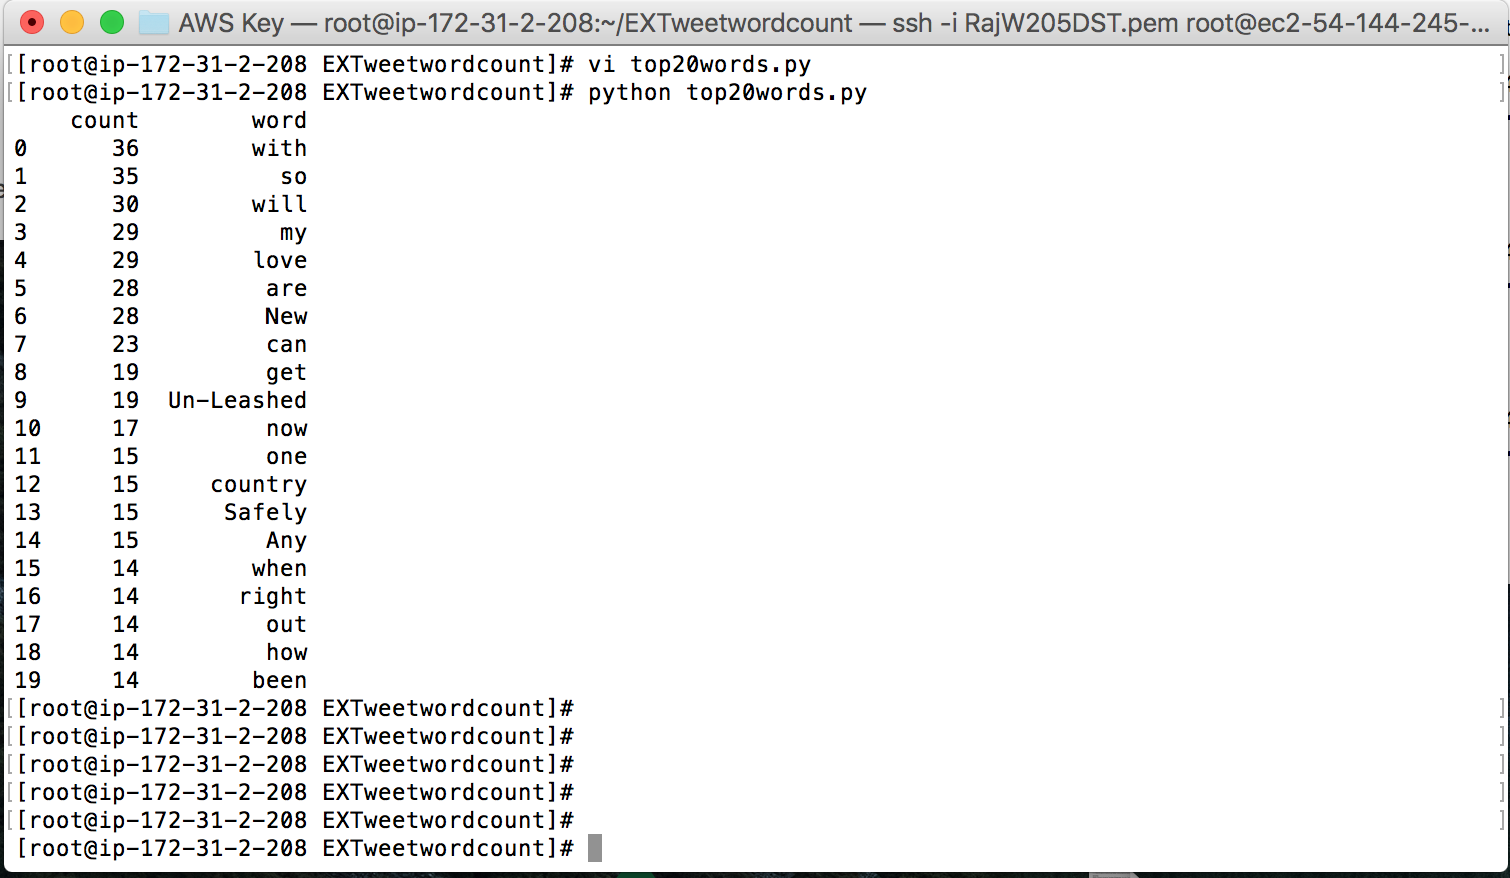 AWS Key — root@ip-172-31-2-208:~/EXTweetwordcount — ssh -i RajW205DST.pem root@ec2-54-144-245-...
[[root@ip-172-31-2-208 EXTweetwordcount]# vi top20words.py ]
[[root@ip-172-31-2-208 EXTweetwordcount]# python top20words.py ]
count word
0 36 with
1 35 so
2 30 will
3 29 my
4 29 love
5 28 are
6 28 New
7 23 can
8 19 get
9 19 Un-Leashed
10 17 now
11 15 one
12 15 country
13 15 Safely
14 15 Any
15 14 when
16 14 right
17 14 out
18 14 how
19 14 been
[[root@ip-172-31-2-208 EXTweetwordcount]# ]
[[root@ip-172-31-2-208 EXTweetwordcount]# ]
[[root@ip-172-31-2-208 EXTweetwordcount]# ]
[[root@ip-172-31-2-208 EXTweetwordcount]# ]
[[root@ip-172-31-2-208 EXTweetwordcount]# ]
[root@ip-172-31-2-208 EXTweetwordcount]#